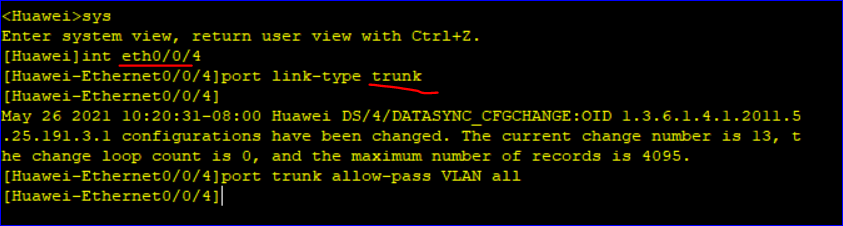 <Huawei>sys
Enter system view, return user view with Ctrl+Z.
[Huawei]int eth0/0/4
[Huawei-Ethernet0/0/4]port link-type trunk
[Huawei-Ethernet0/0/4]
May 26 2021 10:20:31-08:00 Huawei DS/4/DATASYNC_CFGCHANGE:OID 1.3.6.1.4.1.2011.5
.25.191.3.1 configurations have been changed. The current change number is 13, t
he change loop count is 0, and the maximum number of records is 4095.
[Huawei-Ethernet0/0/4]port trunk allow-pass VLAN all
[Huawei-Ethernet0/0/4]